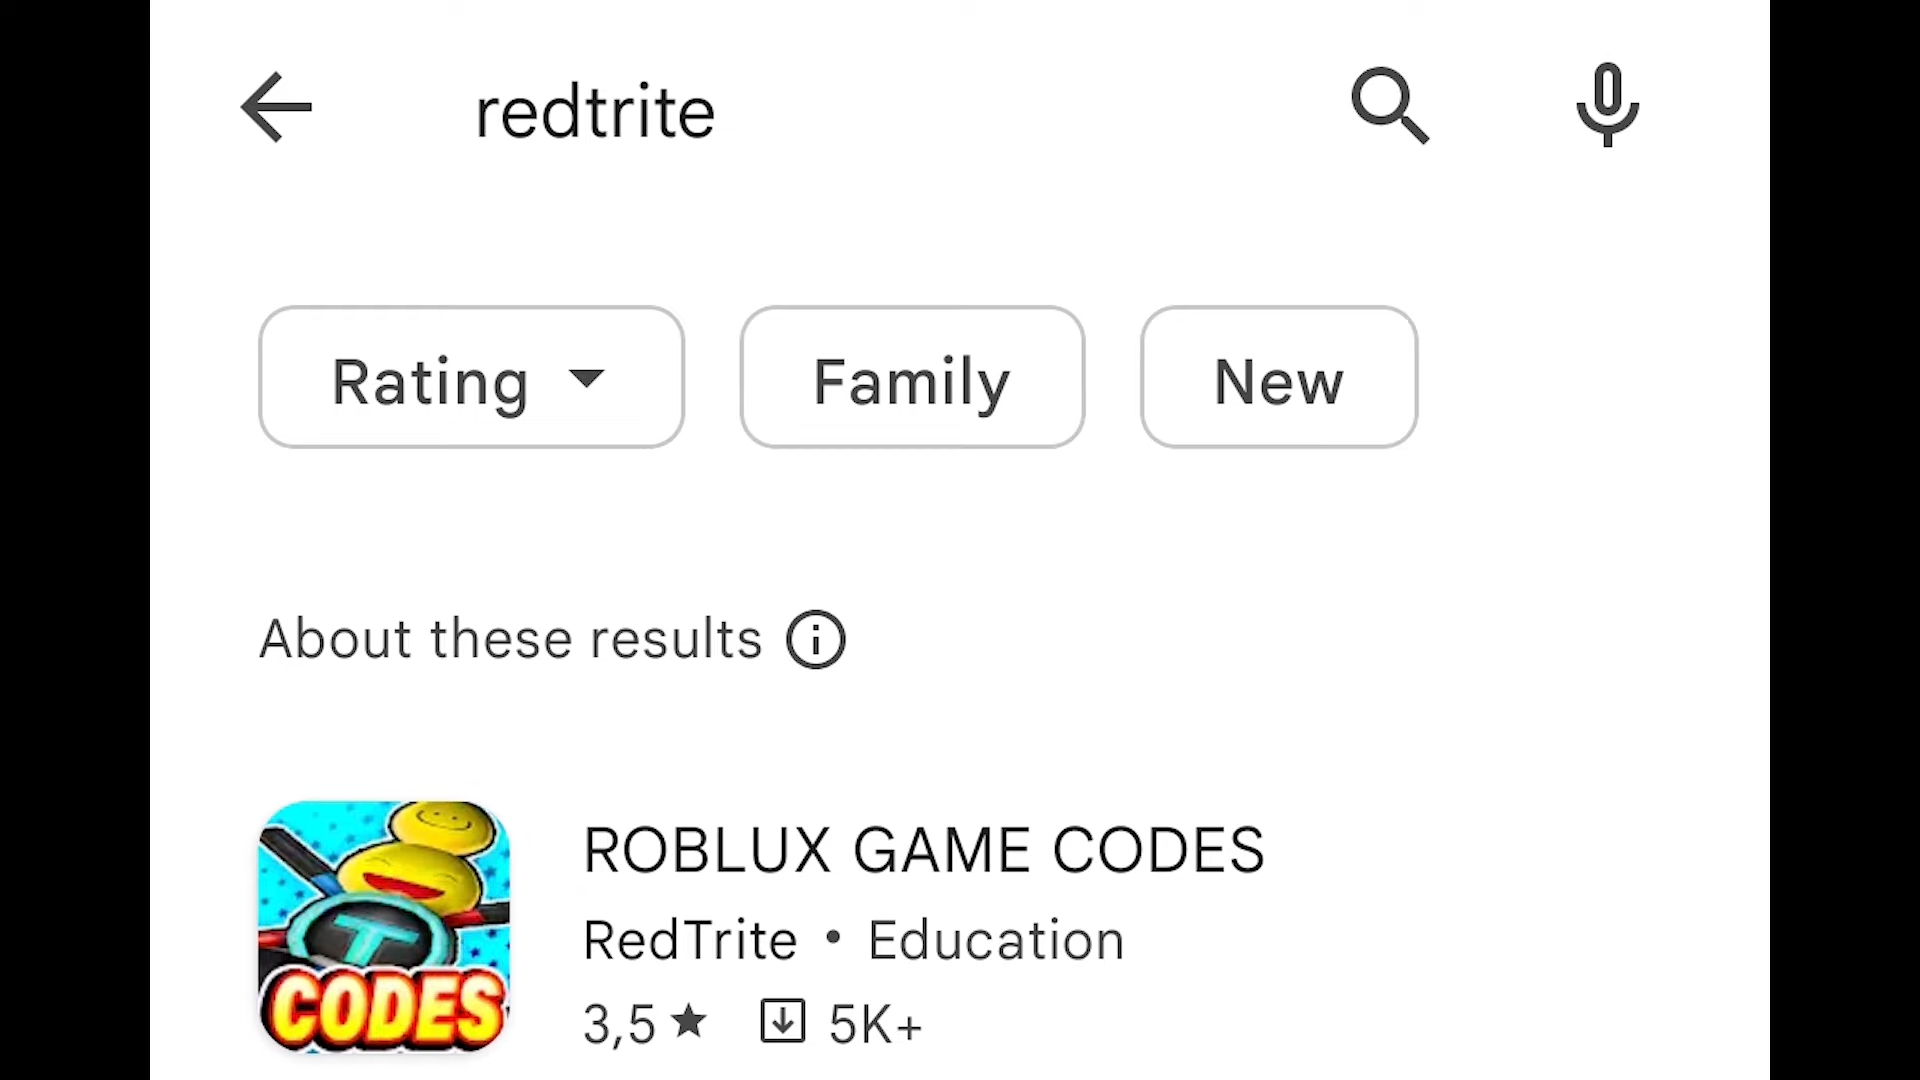 redtrite
Rating
Family
New
About these results
ROBLUX GAME CODES
RedTrite • Education
3,5★ 5K+
T
CODES